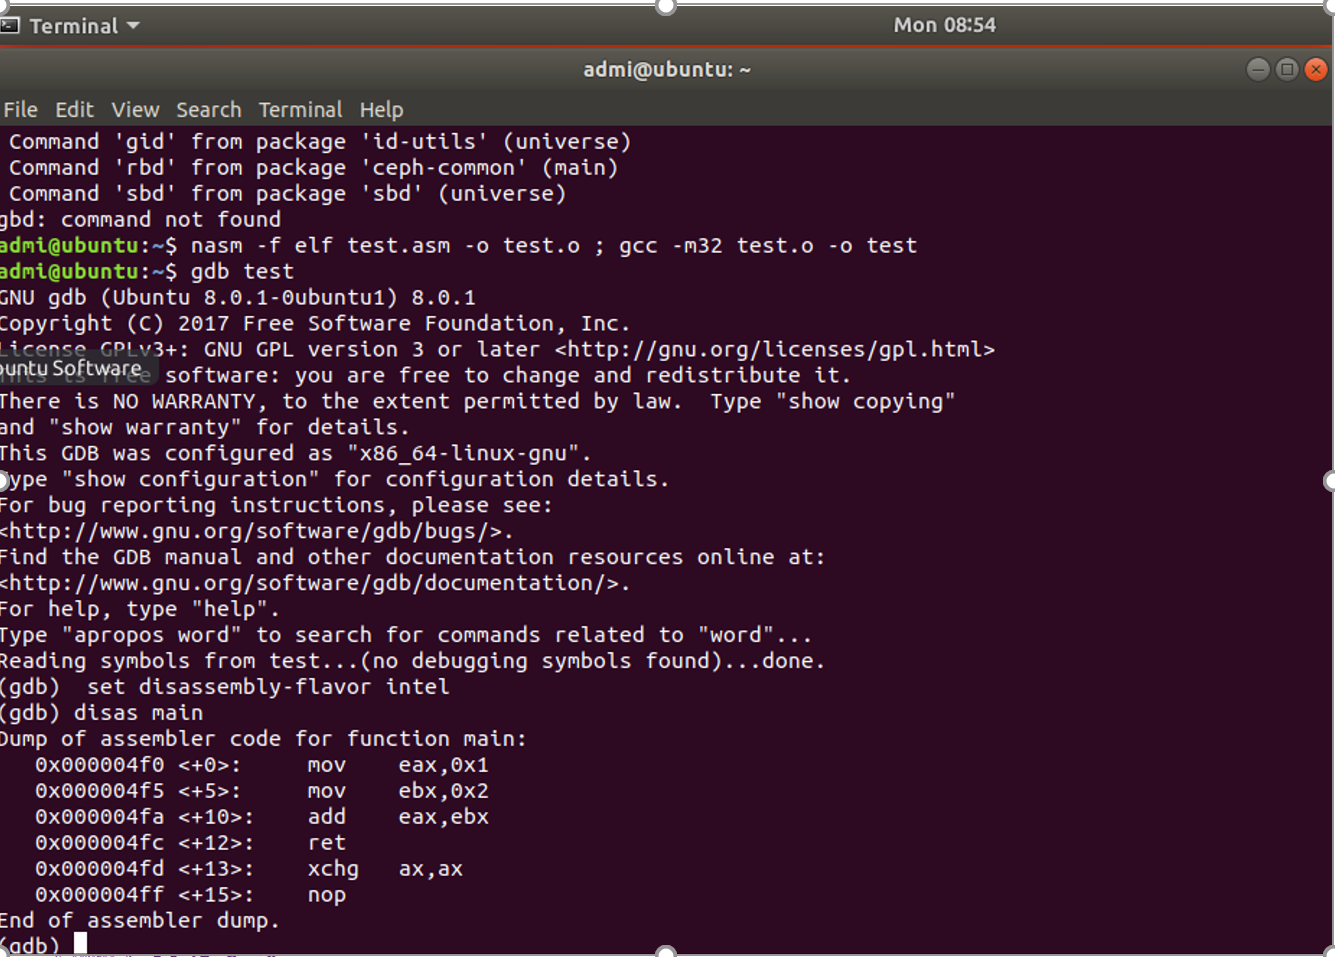 Terminal
Mon 08:54
admi@ubuntu: ~
File Edit View Search Terminal Help
Command 'gid' from package 'id-utils' (universe)
Command 'rbd' from package 'ceph-common' (main)
Command 'sbd' from package 'sbd' (universe)
gbd: command not found
admi@ubuntu:~$ nasm -f elf test.asm -o test.o ; gcc -m32 test.o -o test
admi@ubuntu:~$ gdb test
GNU gdb (Ubuntu 8.0.1-0ubuntu1) 8.0.1
Copyright (C) 2017 Free Software Foundation, Inc.
License GPLv3+: GNU GPL version 3 or later <http://gnu.org/licenses/gpl.html>
buntu Software
This is free software: you are free to change and redistribute it.
There is NO WARRANTY, to the extent permitted by law.  Type "show copying"
and "show warranty" for details.
This GDB was configured as "x86_64-linux-gnu".
Type "show configuration" for configuration details.
For bug reporting instructions, please see:
<http://www.gnu.org/software/gdb/bugs/>.
Find the GDB manual and other documentation resources online at:
<http://www.gnu.org/software/gdb/documentation/>.
For help, type "help".
Type "apropos word" to search for commands related to "word"...
Reading symbols from test...(no debugging symbols found)...done.
(gdb)  set disassembly-flavor intel
(gdb) disas main
Dump of assembler code for function main:
0x000004f0 <+0>: mov eax,0x1
0x000004f5 <+5>: mov ebx,0x2
0x000004fa <+10>: add eax,ebx
0x000004fc <+12>: ret
0x000004fd <+13>: xchg ax,ax
0x000004ff <+15>: nop
End of assembler dump.
(gdb)